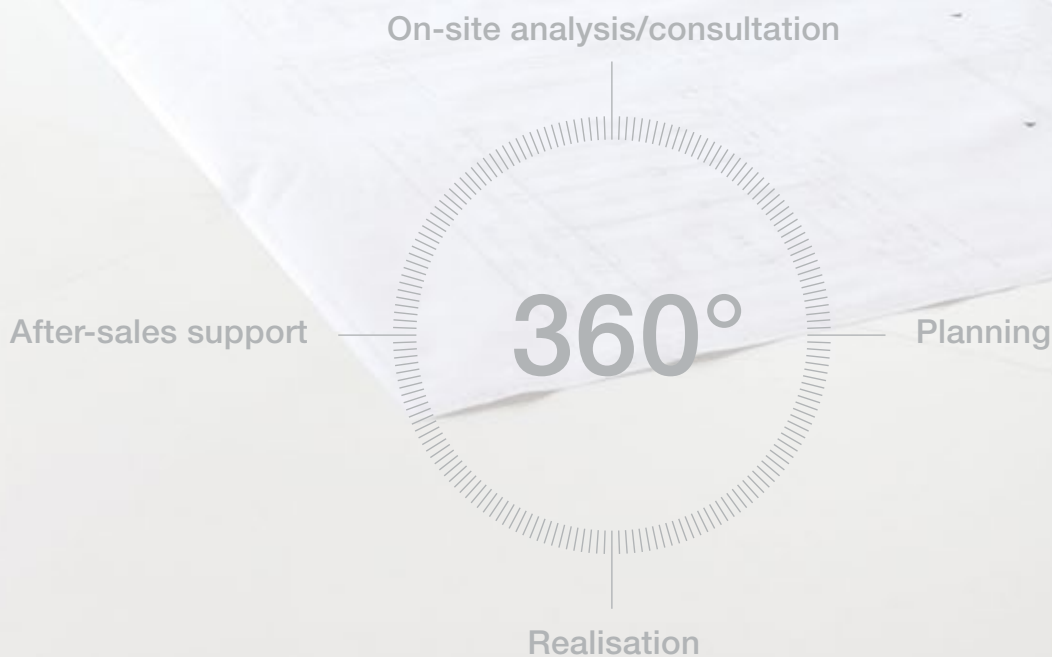 On-site analysis/consultation
After-sales support
360°
Planning
Realisation